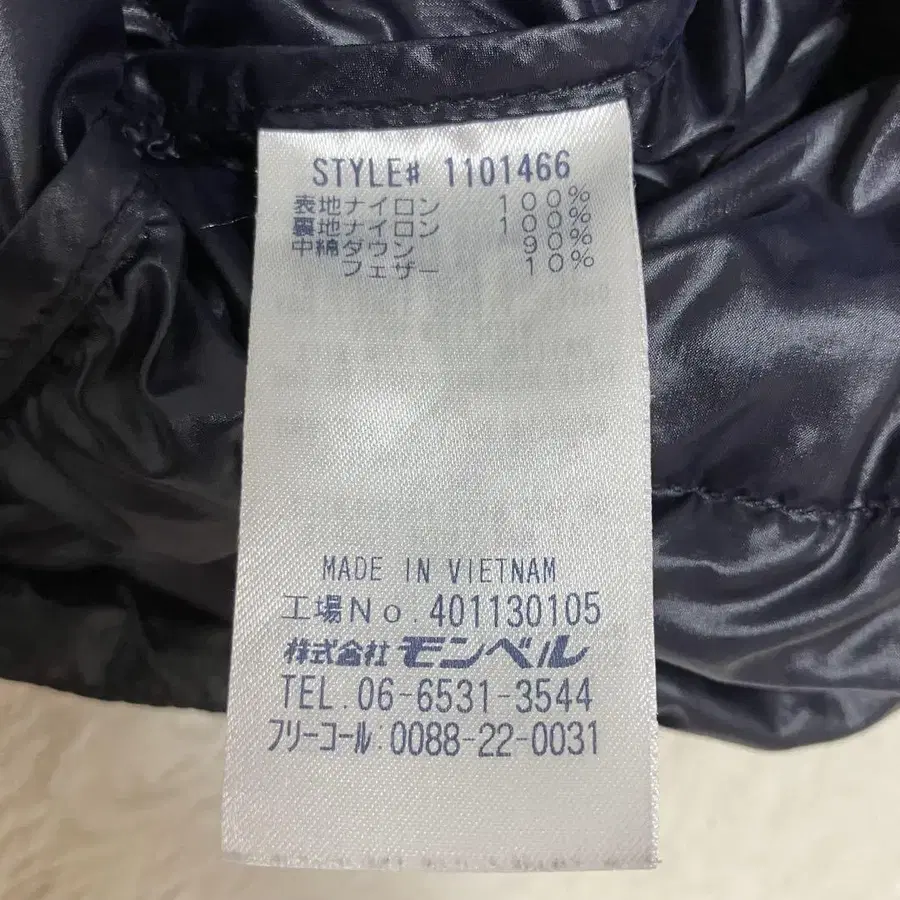 STYLE# 1101466
表地ナイロン 100%
裏地ナイロン 100%
中綿ダウン 90%
フェザー 10%
MADE IN VIETNAM
工場No.401130105
株式会社モンベル
TEL.06-6531-3544
フリーコール:0088-22-0031